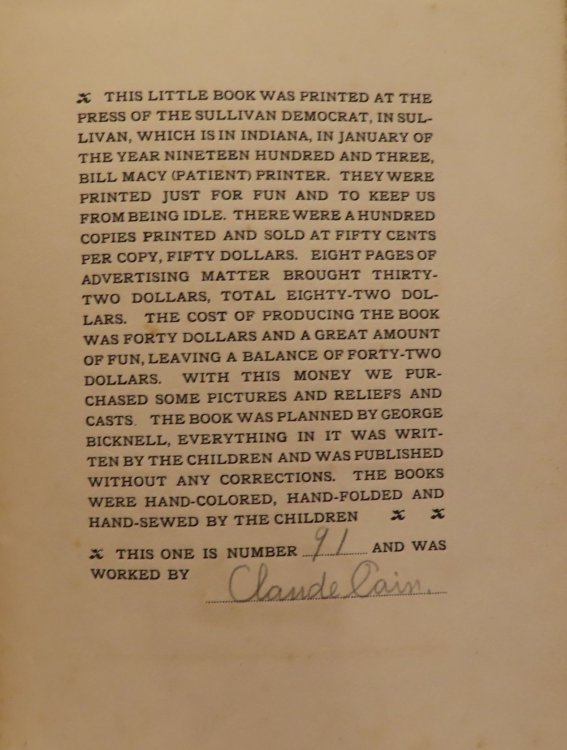 THIS LITTLE BOOK WAS PRINTED AT THE
PRESS OF THE SULLIVAN DEMOCRAT, IN SUL-
LIVAN, WHICH IS IN INDIANA, IN JANUARY OF
THE YEAR NINETEEN HUNDRED AND THREE,
BILL MACY (PATIENT) PRINTER. THEY WERE
PRINTED JUST FOR FUN AND TO KEEP US
FROM BEING IDLE. THERE WERE A HUNDRED
COPIES PRINTED AND SOLD AT FIFTY CENTS
PER COPY, FIFTY DOLLARS. EIGHT PAGES OF
ADVERTISING MATTER BROUGHT THIRTY-
TWO DOLLARS, TOTAL EIGHTY-TWO DOL-
LARS. THE COST OF PRODUCING THE BOOK
WAS FORTY DOLLARS AND A GREAT AMOUNT
OF FUN, LEAVING A BALANCE OF FORTY-TWO
DOLLARS. WITH THIS MONEY WE PUR-
CHASED SOME PICTURES AND RELIEFS AND
CASTS. THE BOOK WAS PLANNED BY GEORGE
BICKNELL, EVERYTHING IN IT WAS WRIT-
TEN BY THE CHILDREN AND WAS PUBLISHED
WITHOUT ANY CORRECTIONS. THE BOOKS
WERE HAND-COLORED, HAND-FOLDED AND
HAND-SEWED BY THE CHILDREN
THIS ONE IS NUMBER 91 AND WAS
WORKED BY Claude Cain.